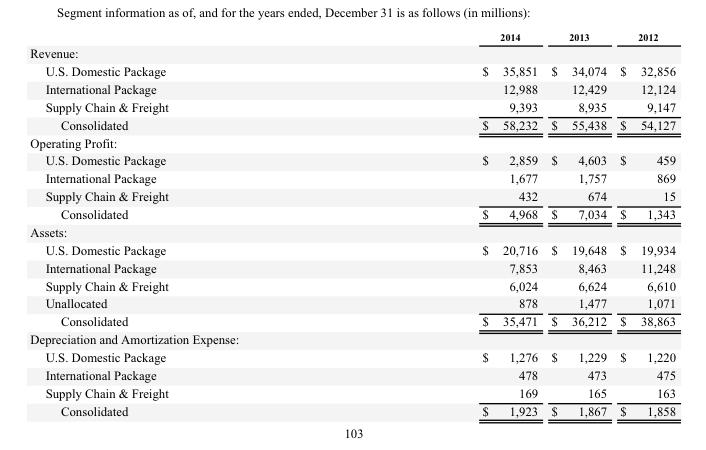 Segment information as of, and for the years ended, December 31 is as follows (in millions):
2014 2013 2012
Revenue:
U.S. Domestic Package $ 35,851 $ 34,074 $ 32,856
International Package 12,988 12,429 12,124
Supply Chain & Freight 9,393 8,935 9,147
Consolidated $ 58,232 $ 55,438 $ 54,127
Operating Profit:
U.S. Domestic Package $ 2,859 $ 4,603 $ 459
International Package 1,677 1,757 869
Supply Chain & Freight 432 674 15
Consolidated $ 4,968 $ 7,034 $ 1,343
Assets:
U.S. Domestic Package $ 20,716 $ 19,648 $ 19,934
International Package 7,853 8,463 11,248
Supply Chain & Freight 6,024 6,624 6,610
Unallocated 878 1,477 1,071
Consolidated $ 35,471 $ 36,212 $ 38,863
Depreciation and Amortization Expense:
U.S. Domestic Package $ 1,276 $ 1,229 $ 1,220
International Package 478 473 475
Supply Chain & Freight 169 165 163
Consolidated $ 1,923 $ 1,867 $ 1,858
103